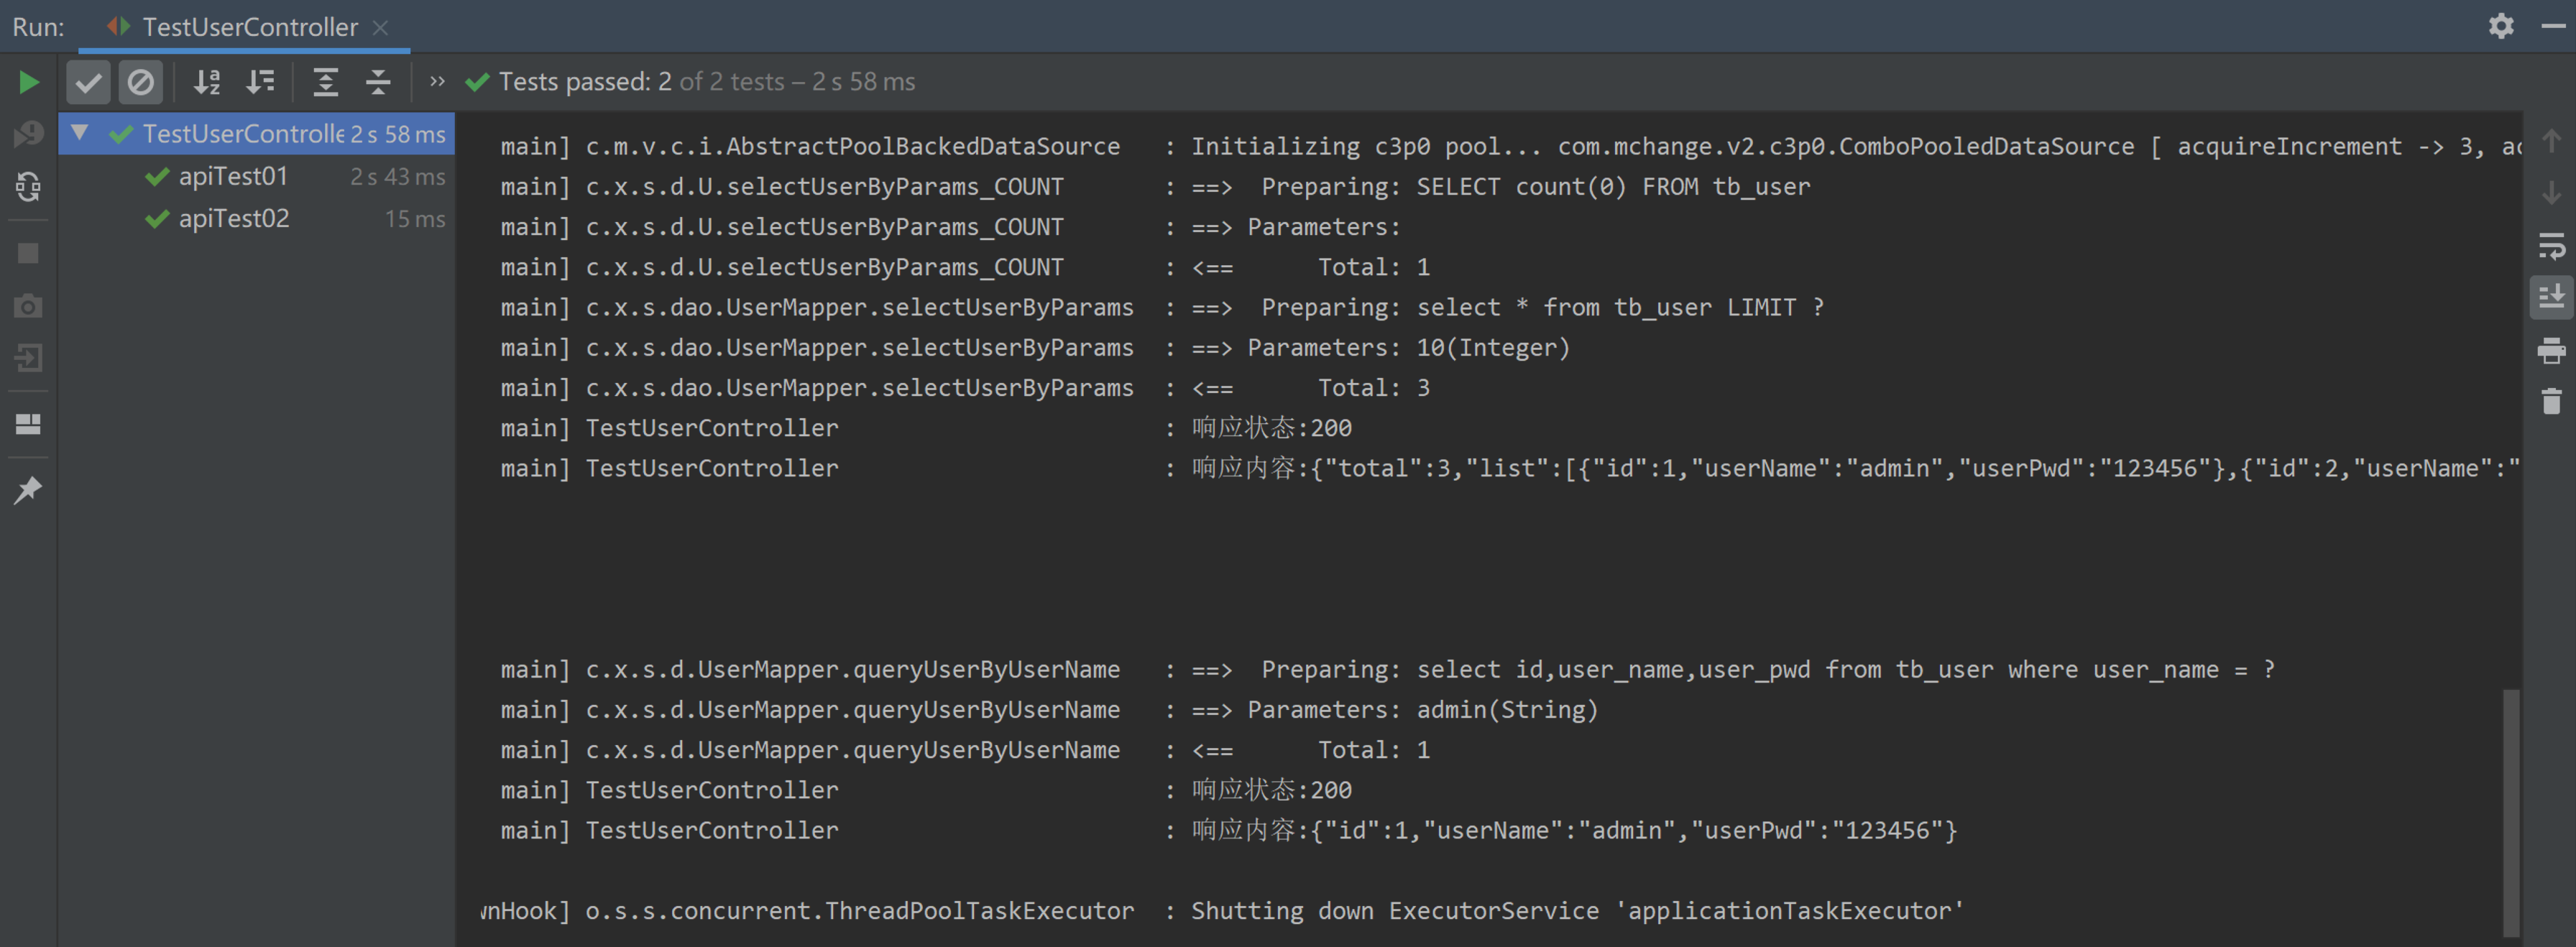 Run: TestUserController
Tests passed: 2 of 2 tests – 2 s 58 ms
TestUserControlle 2 s 58 ms
apiTest01 2 s 43 ms
apiTest02 15 ms
main] c.m.v.c.i.AbstractPoolBackedDataSource : Initializing c3p0 pool... com.mchange.v2.c3p0.ComboPooledDataSource [ acquireIncrement -> 3, ac
main] c.x.s.d.U.selectUserByParams_COUNT : ==> Preparing: SELECT count(0) FROM tb_user
main] c.x.s.d.U.selectUserByParams_COUNT : ==> Parameters:
main] c.x.s.d.U.selectUserByParams_COUNT : <== Total: 1
main] c.x.s.dao.UserMapper.selectUserByParams : ==> Preparing: select * from tb_user LIMIT ?
main] c.x.s.dao.UserMapper.selectUserByParams : ==> Parameters: 10(Integer)
main] c.x.s.dao.UserMapper.selectUserByParams : <== Total: 3
main] TestUserController : 响应状态:200
main] TestUserController : 响应内容:{"total":3,"list":[{"id":1,"userName":"admin","userPwd":"123456"},{"id":2,"userName":"
main] c.x.s.d.UserMapper.queryUserByUserName : ==> Preparing: select id,user_name,user_pwd from tb_user where user_name = ?
main] c.x.s.d.UserMapper.queryUserByUserName : ==> Parameters: admin(String)
main] c.x.s.d.UserMapper.queryUserByUserName : <== Total: 1
main] TestUserController : 响应状态:200
main] TestUserController : 响应内容:{"id":1,"userName":"admin","userPwd":"123456"}
wnHook] o.s.s.concurrent.ThreadPoolTaskExecutor : Shutting down ExecutorService 'applicationTaskExecutor'